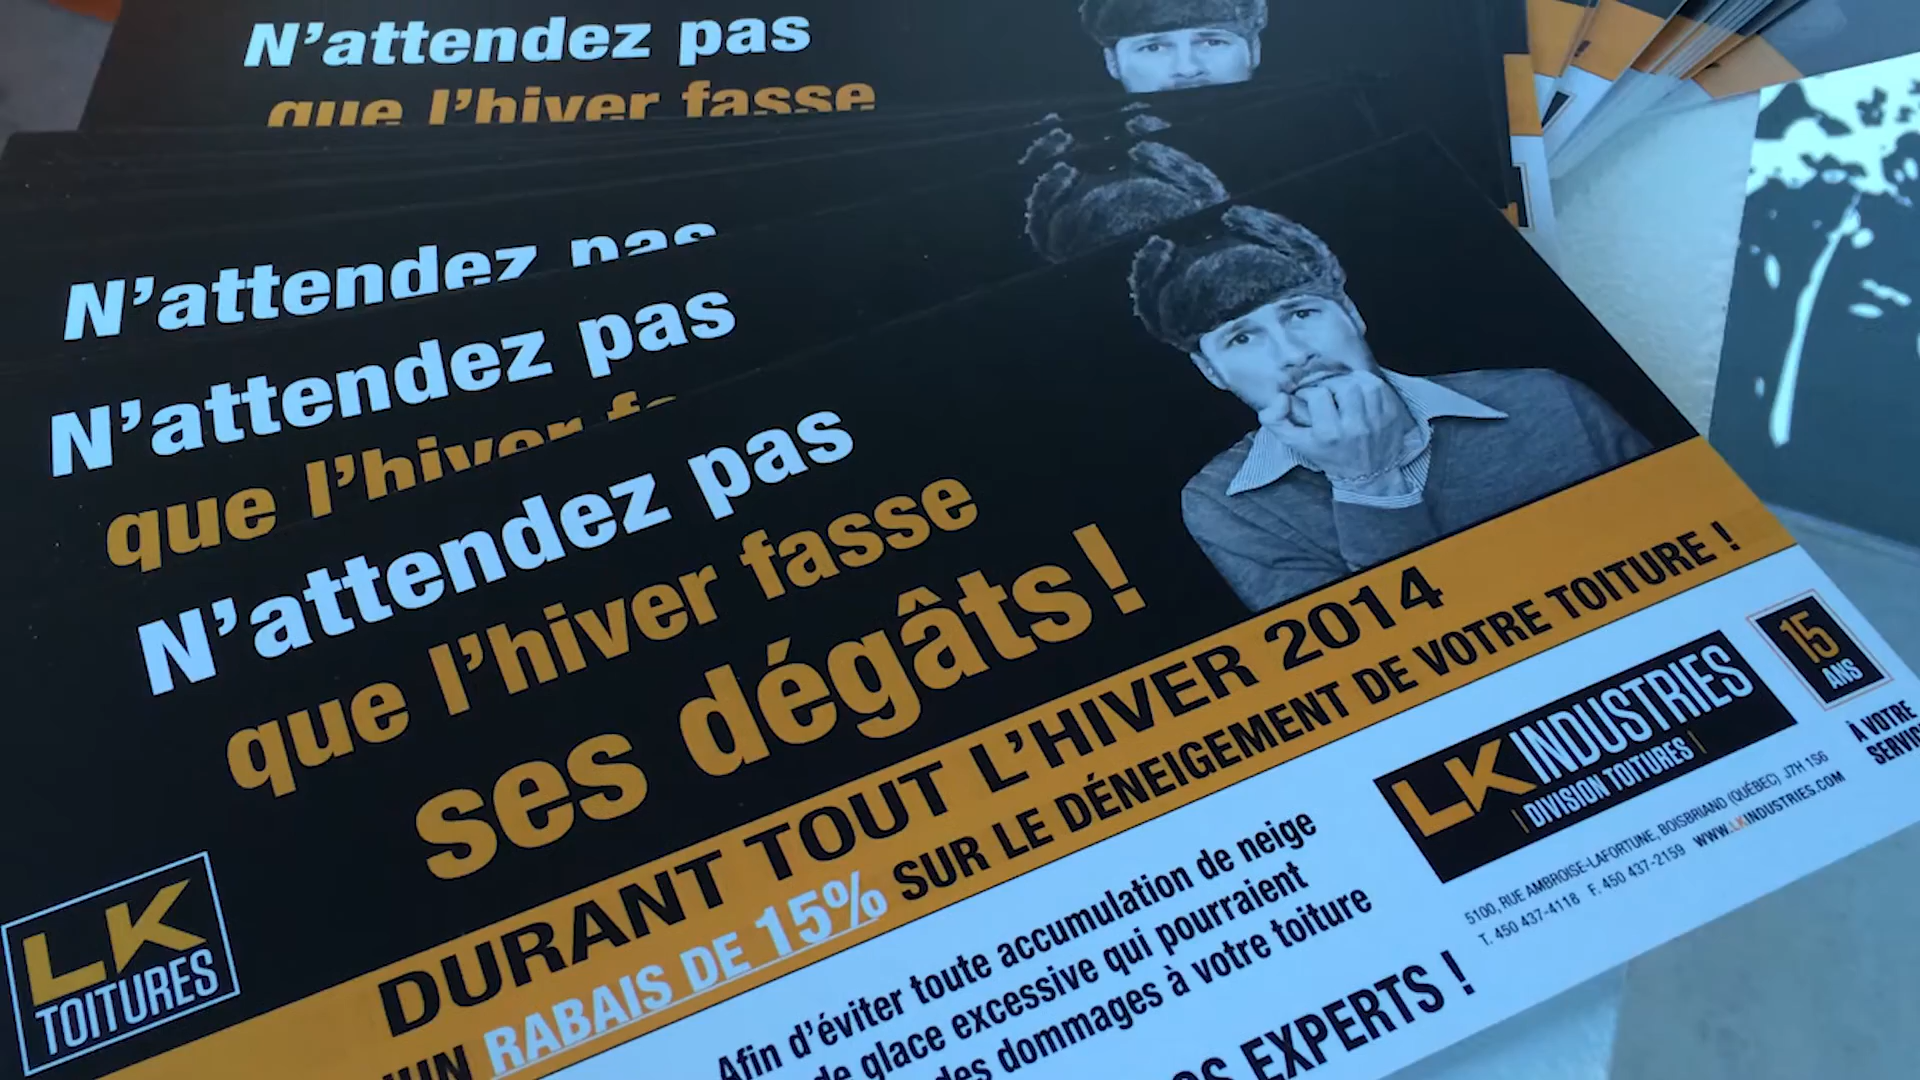 N’attendez pas
que l’hiver fasse
N’attendez pas
N’attendez pas
que l’hiver
N’attendez pas
que l’hiver fasse
ses dégâts !
DURANT TOUT L’HIVER 2014
RABAIS DE 15% SUR LE DÉNEIGEMENT DE VOTRE TOITURE !
LK
TOITURES
Afin d’éviter toute accumulation de neige
de glace excessive qui pourraient
des dommages à votre toiture
EXPERTS !
LK INDUSTRIES
| DIVISION TOITURES |
15
ANS
À VOTRE
5100, RUE AMBROISE-LAFORTUNE, BOISBRIAND (QUÉBEC) J7H 1S6
T. 450 437-4118 F. 450 437-2159 WWW.LKINDUSTRIES.COM